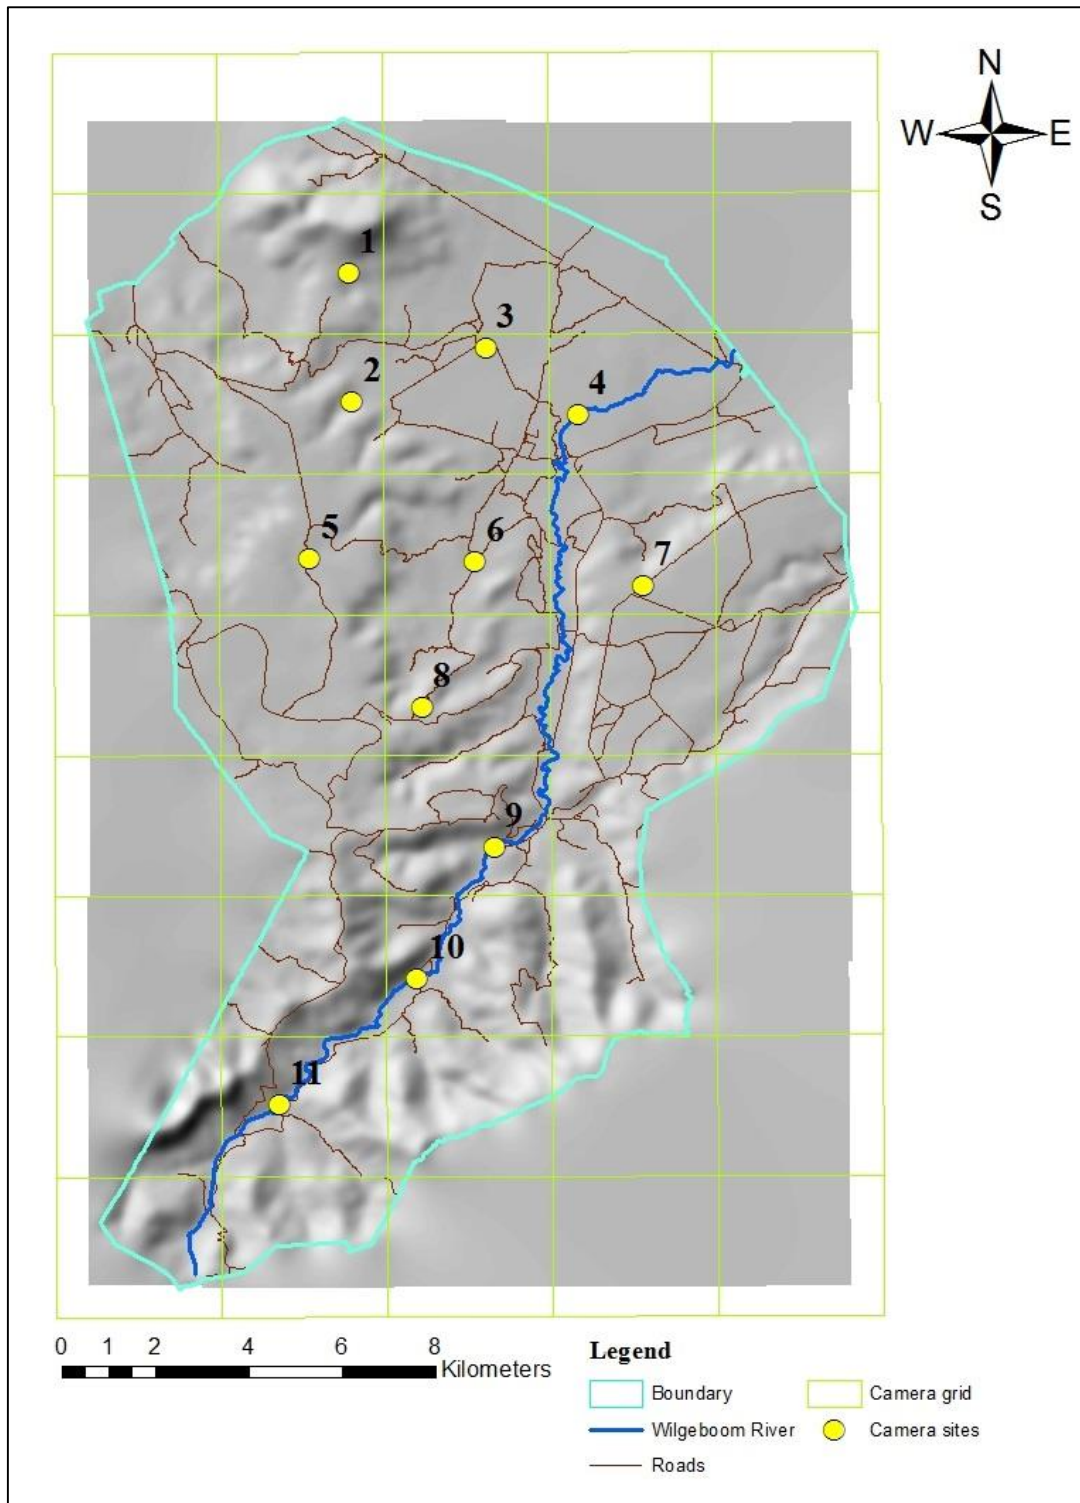 N
W E
S
1
3
2
4
5
6
7
8
9
10
11
0 1 2 4 6 8
Kilometers
Legend
Boundary
Camera grid
Wilgeboom River
Camera sites
Roads